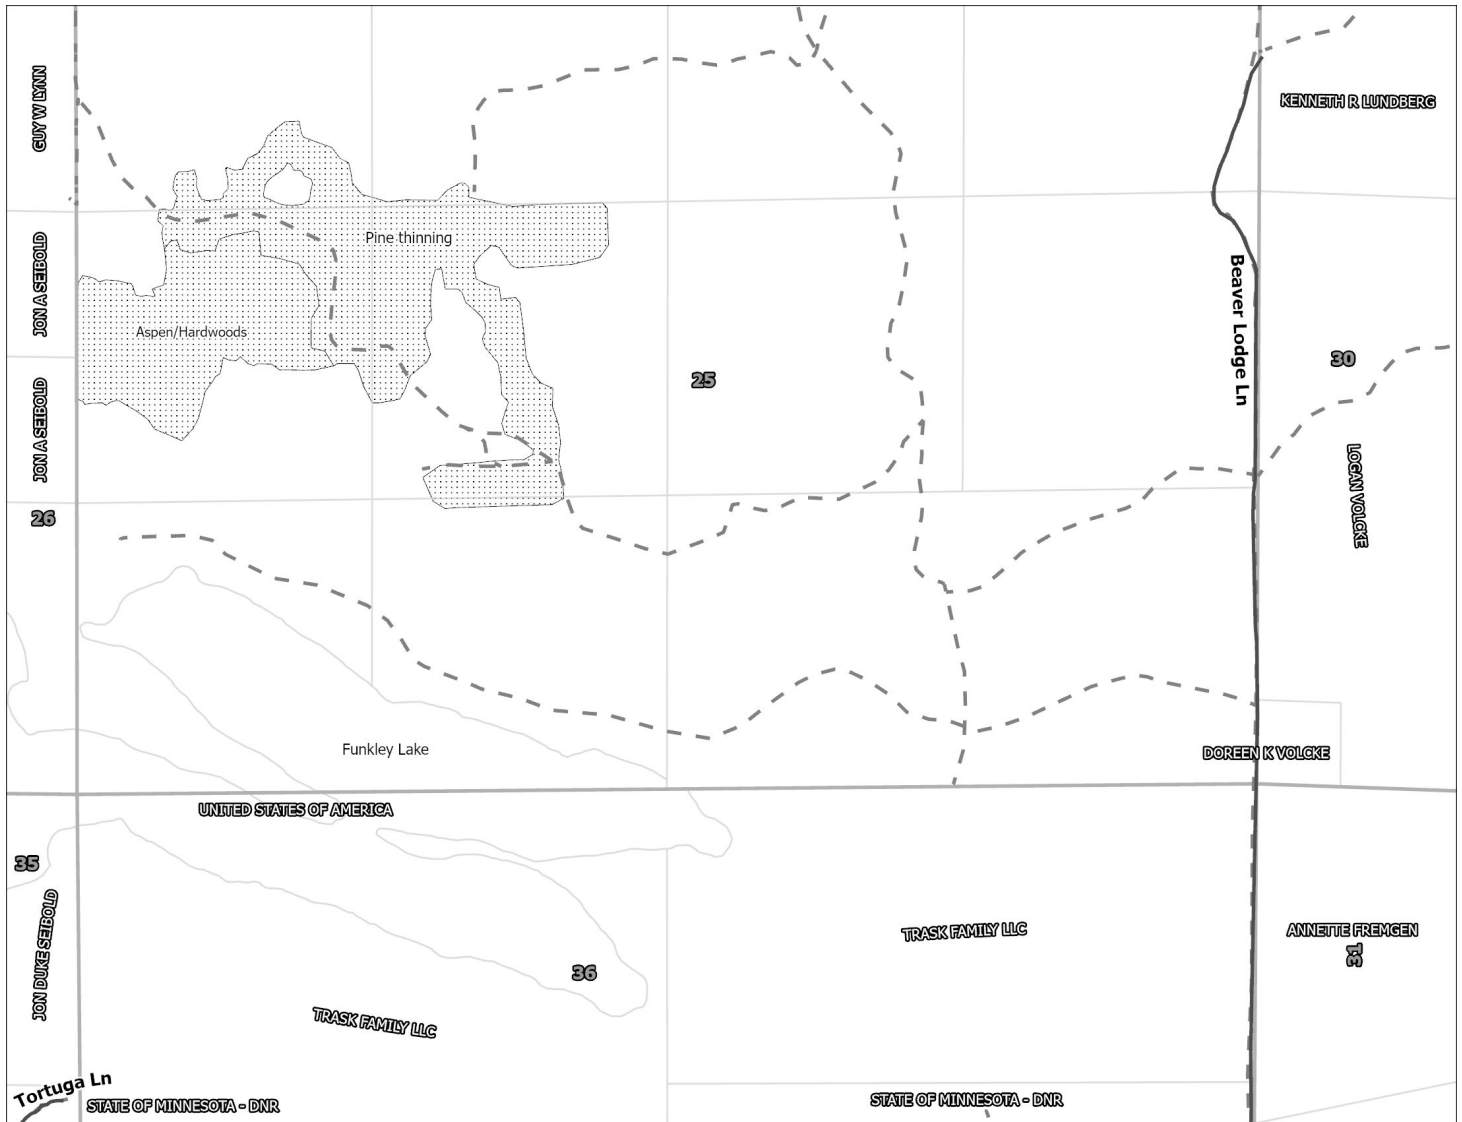 GUY W LYNN
KENNETH R LUNDBERG
JON A SEIBOLD
Pine thinning
Beaver Lodge Ln
Aspen/Hardwoods
25
30
JON A SEIBOLD
LOGAN VOLCKE
26
Funkley Lake
DOREEN K VOLCKE
UNITED STATES OF AMERICA
35
JON DUKE SEIBOLD
TRASK FAMILY LLC
ANNETTE FREMGEN
31
36
TRASK FAMILY LLC
Tortuga Ln
STATE OF MINNESOTA - DNR
STATE OF MINNESOTA - DNR